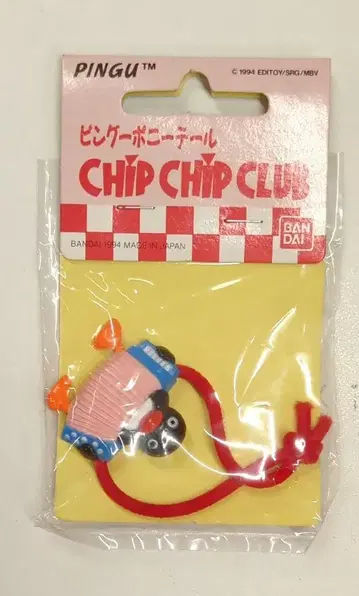 PINGU™
© 1994 EDITOY/SRG/MBV
ピングーポニーテール
CHIP CHIP CLUB
BANDAI 1994 MADE IN JAPAN
BAN
DAI